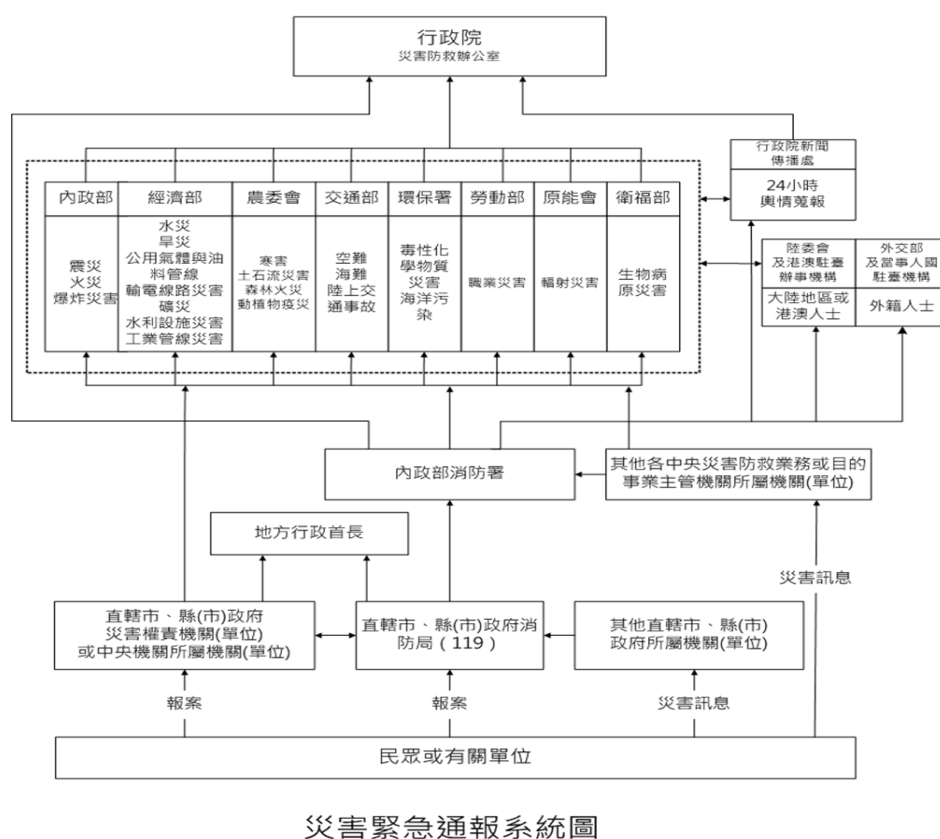 行政院
災害防救辦公室
行政院新聞
傳播處
24小時
輿情蒐報
內政部
震災
火災
爆炸災害
經濟部
水災
旱災
公用氣體與油
料管線
輸電線路災害
礦災
水利設施災害
工業管線災害
農委會
寒害
土石流災害
森林火災
動植物疫災
交通部
空難
海難
陸上交
通事故
環保署
毒性化
學物質
災害
海洋污
染
勞動部
職業災害
原能會
輻射災害
衛福部
生物病
原災害
陸委會
及港澳駐臺
辦事機構
大陸地區或
港澳人士
外交部
及當事人國
駐臺機構
外籍人士
內政部消防署
其他各中央災害防救業務或目的
事業主管機關所屬機關(單位)
地方行政首長
災害訊息
直轄市、縣(市)政府
災害權責機關(單位)
或中央機關所屬機關(單位)
直轄市、縣(市)政府消
防局（119）
其他直轄市、縣(市)
政府所屬機關(單位)
報案
報案
災害訊息
民眾或有關單位
災害緊急通報系統圖